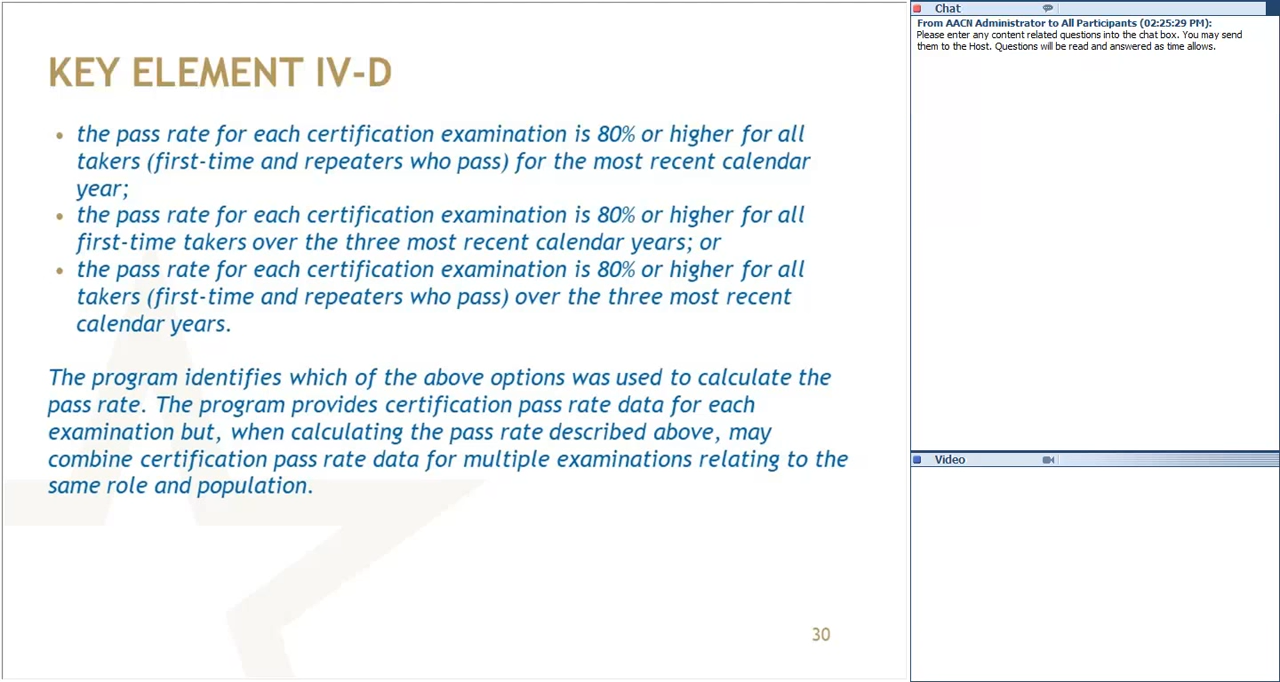 KEY ELEMENT IV-D
• the pass rate for each certification examination is 80% or higher for all
takers (first-time and repeaters who pass) for the most recent calendar
year;
• the pass rate for each certification examination is 80% or higher for all
first-time takers over the three most recent calendar years; or
• the pass rate for each certification examination is 80% or higher for all
takers (first-time and repeaters who pass) over the three most recent
calendar years.
The program identifies which of the above options was used to calculate the
pass rate. The program provides certification pass rate data for each
examination but, when calculating the pass rate described above, may
combine certification pass rate data for multiple examinations relating to the
same role and population.
30
Chat
From AACN Administrator to All Participants (02:25:29 PM):
Please enter any content related questions into the chat box. You may send
them to the Host. Questions will be read and answered as time allows.
Video